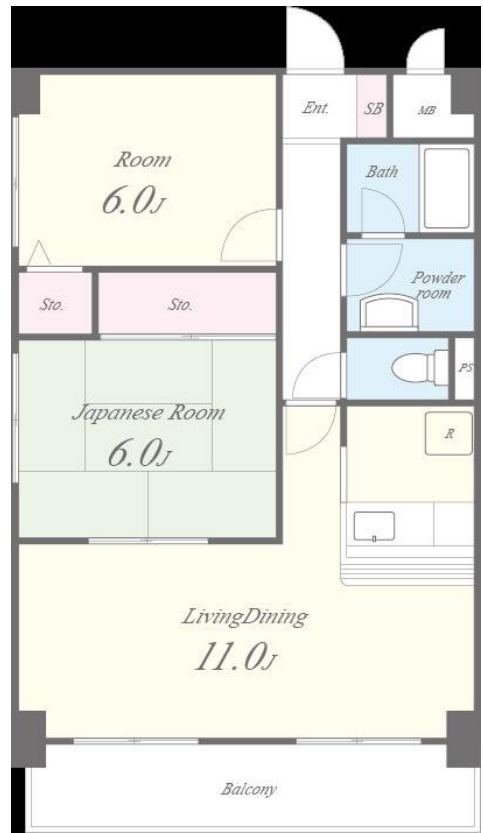 Ent.
SB
MB
Room
6.0J
Bath
Powder
room
Sto.
Sto.
PS
Japanese Room
6.0J
R
LivingDining
11.0J
Balcony